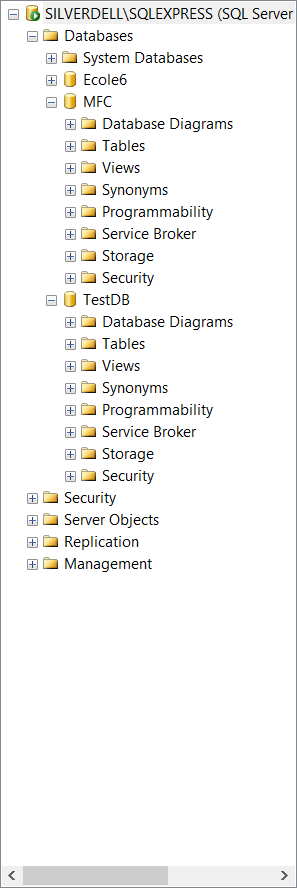 SILVERDELL\SQLEXPRESS (SQL Server
Databases
System Databases
Ecole6
MFC
Database Diagrams
Tables
Views
Synonyms
Programmability
Service Broker
Storage
Security
TestDB
Database Diagrams
Tables
Views
Synonyms
Programmability
Service Broker
Storage
Security
Security
Server Objects
Replication
Management